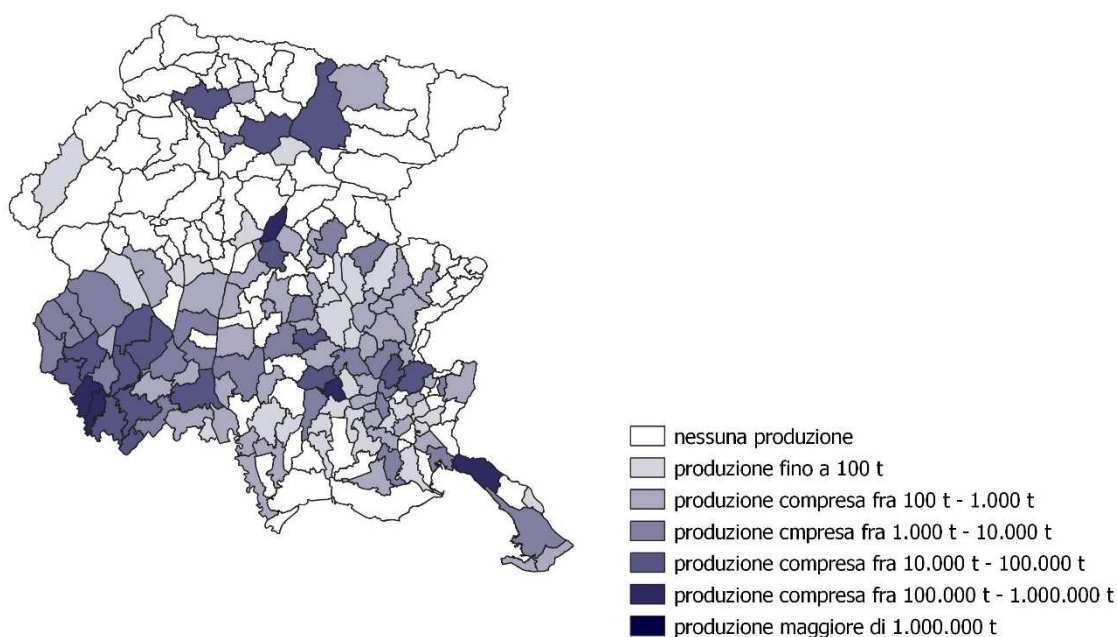 nessuna produzione
produzione fino a 100 t
produzione compresa fra 100 t - 1.000 t
produzione cmpresa fra 1.000 t - 10.000 t
produzione compresa fra 10.000 t - 100.000 t
produzione compresa fra 100.000 t - 1.000.000 t
produzione maggiore di 1.000.000 t